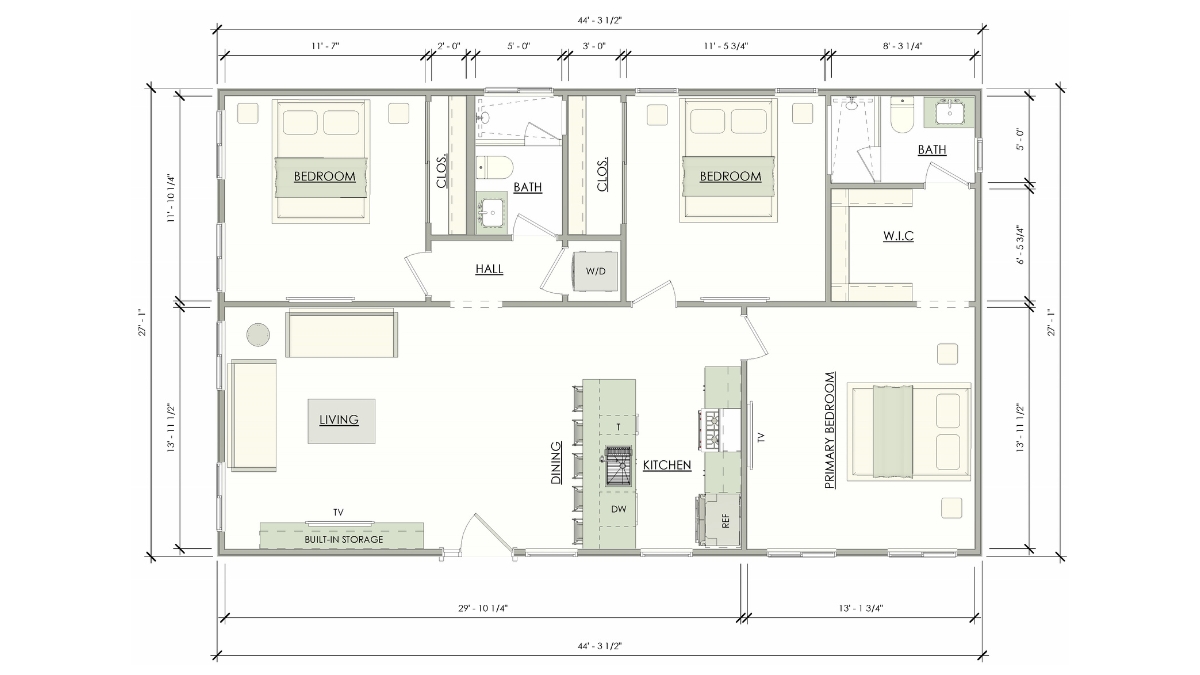 44' - 3 1/2"
11' - 7"
2' - 0"
5' - 0"
3' - 0"
11' - 5 3/4"
8' - 3 1/4"
27' - 1"
11' - 10 1/4"
13' - 11 1/2"
BEDROOM
CLOS.
BATH
CLOS.
BEDROOM
BATH
W.I.C
HALL
W/D
5' - 0"
6' - 5 3/4"
13' - 11 1/2"
27' - 1"
LIVING
DINING
T
KITCHEN
DW
REF
TV
PRIMARY BEDROOM
TV
BUILT-IN STORAGE
29' - 10 1/4"
13' - 1 3/4"
44' - 3 1/2"